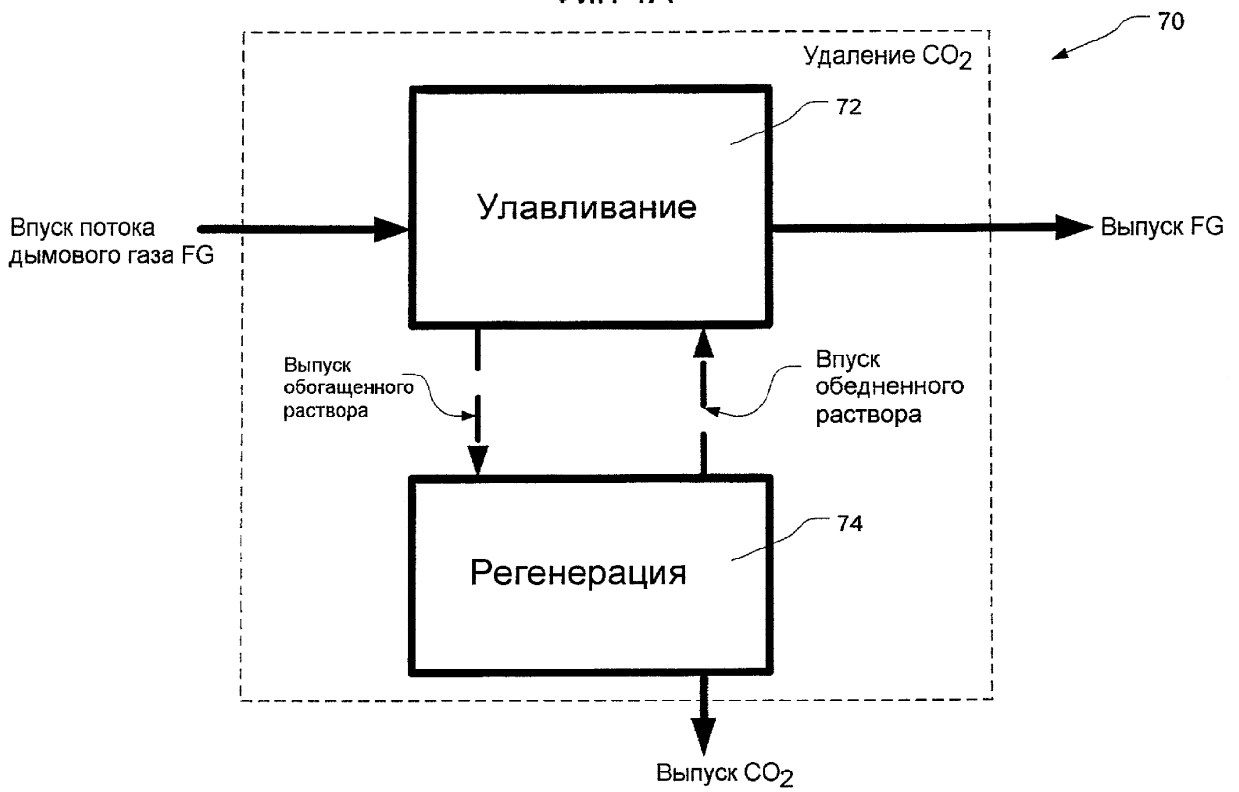 70
Удаление CO2
72
Улавливание
Впуск потока
дымового газа FG
Выпуск FG
Выпуск
обогащенного
раствора
Впуск
обедненного
раствора
74
Регенерация
Выпуск CO2